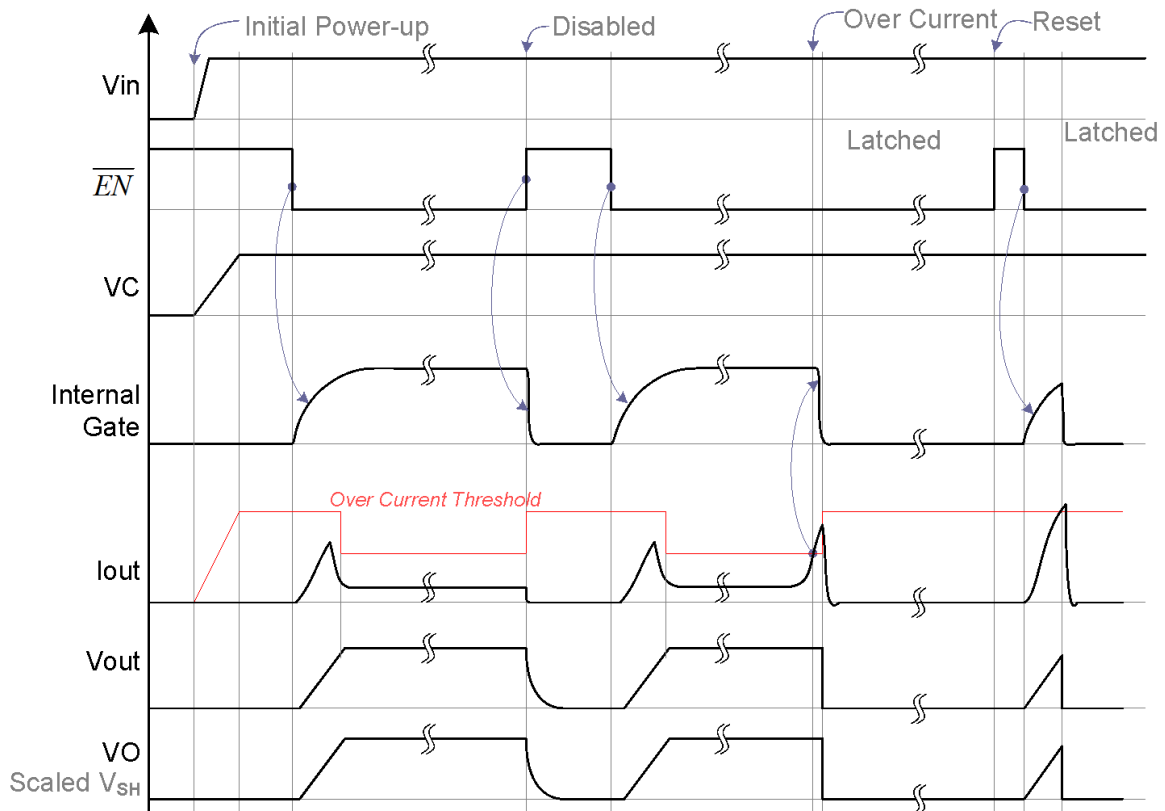 Initial Power-up
Disabled
Over Current
Reset
Vin
Latched
Latched
EN
VC
Internal
Gate
Over Current Threshold
Iout
Vout
VO
Scaled VSH